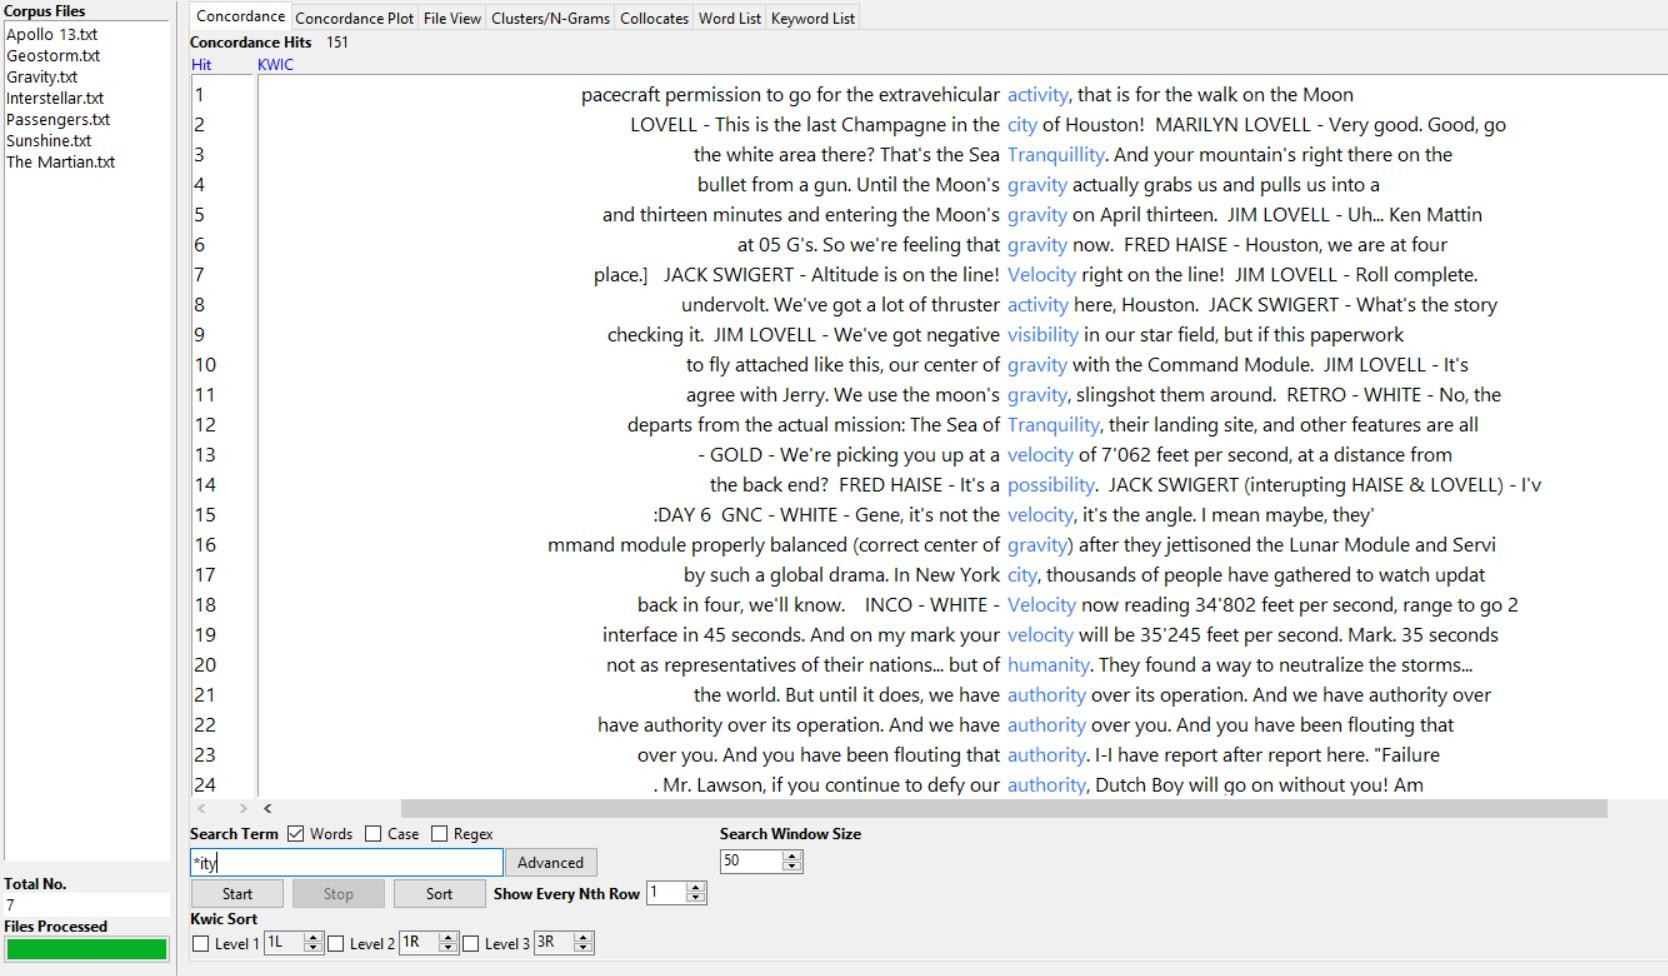 Corpus Files
Apollo 13.txt
Geostorm.txt
Gravity.txt
Interstellar.txt
Passengers.txt
Sunshine.txt
The Martian.txt
Total No.
7
Files Processed
Concordance Concordance Plot File View Clusters/N-Grams Collocates Word List Keyword List
Concordance Hits 151
Hit KWIC
1 pacecraft permission to go for the extravehicular activity, that is for the walk on the Moon
2 LOVELL - This is the last Champagne in the city of Houston! MARILYN LOVELL - Very good. Good, go
3 the white area there? That's the Sea Tranquillity. And your mountain's right there on the
4 bullet from a gun. Until the Moon's gravity actually grabs us and pulls us into a
5 and thirteen minutes and entering the Moon's gravity on April thirteen. JIM LOVELL - Uh... Ken Mattin
6 at 05 G's. So we're feeling that gravity now. FRED HAISE - Houston, we are at four
7 place.] JACK SWIGERT - Altitude is on the line! Velocity right on the line! JIM LOVELL - Roll complete.
8 undervolt. We've got a lot of thruster activity here, Houston. JACK SWIGERT - What's the story
9 checking it. JIM LOVELL - We've got negative visibility in our star field, but if this paperwork
10 to fly attached like this, our center of gravity with the Command Module. JIM LOVELL - It's
11 agree with Jerry. We use the moon's gravity, slingshot them around. RETRO - WHITE - No, the
12 departs from the actual mission: The Sea of Tranquility, their landing site, and other features are all
13 - GOLD - We're picking you up at a velocity of 7'062 feet per second, at a distance from
14 the back end? FRED HAISE - It's a possibility. JACK SWIGERT (interupting HAISE & LOVELL) - I'v
15 :DAY 6 GNC - WHITE - Gene, it's not the velocity, it's the angle. I mean maybe, they'
16 mmand module properly balanced (correct center of gravity) after they jettisoned the Lunar Module and Servi
17 by such a global drama. In New York city, thousands of people have gathered to watch updat
18 back in four, we'll know. INCO - WHITE - Velocity now reading 34'802 feet per second, range to go 2
19 interface in 45 seconds. And on my mark your velocity will be 35'245 feet per second. Mark. 35 seconds
20 not as representatives of their nations... but of humanity. They found a way to neutralize the storms...
21 the world. But until it does, we have authority over its operation. And we have authority over
22 have authority over its operation. And we have authority over you. And you have been flouting that
23 over you. And you have been flouting that authority. I-I have report after report here. "Failure
24 . Mr. Lawson, if you continue to defy our authority, Dutch Boy will go on without you! Am
Search Term Words Case Regex Search Window Size
*ity Advanced 50
Start Stop Sort Show Every Nth Row 1
Kwic Sort
Level 1 1L Level 2 1R Level 3 3R